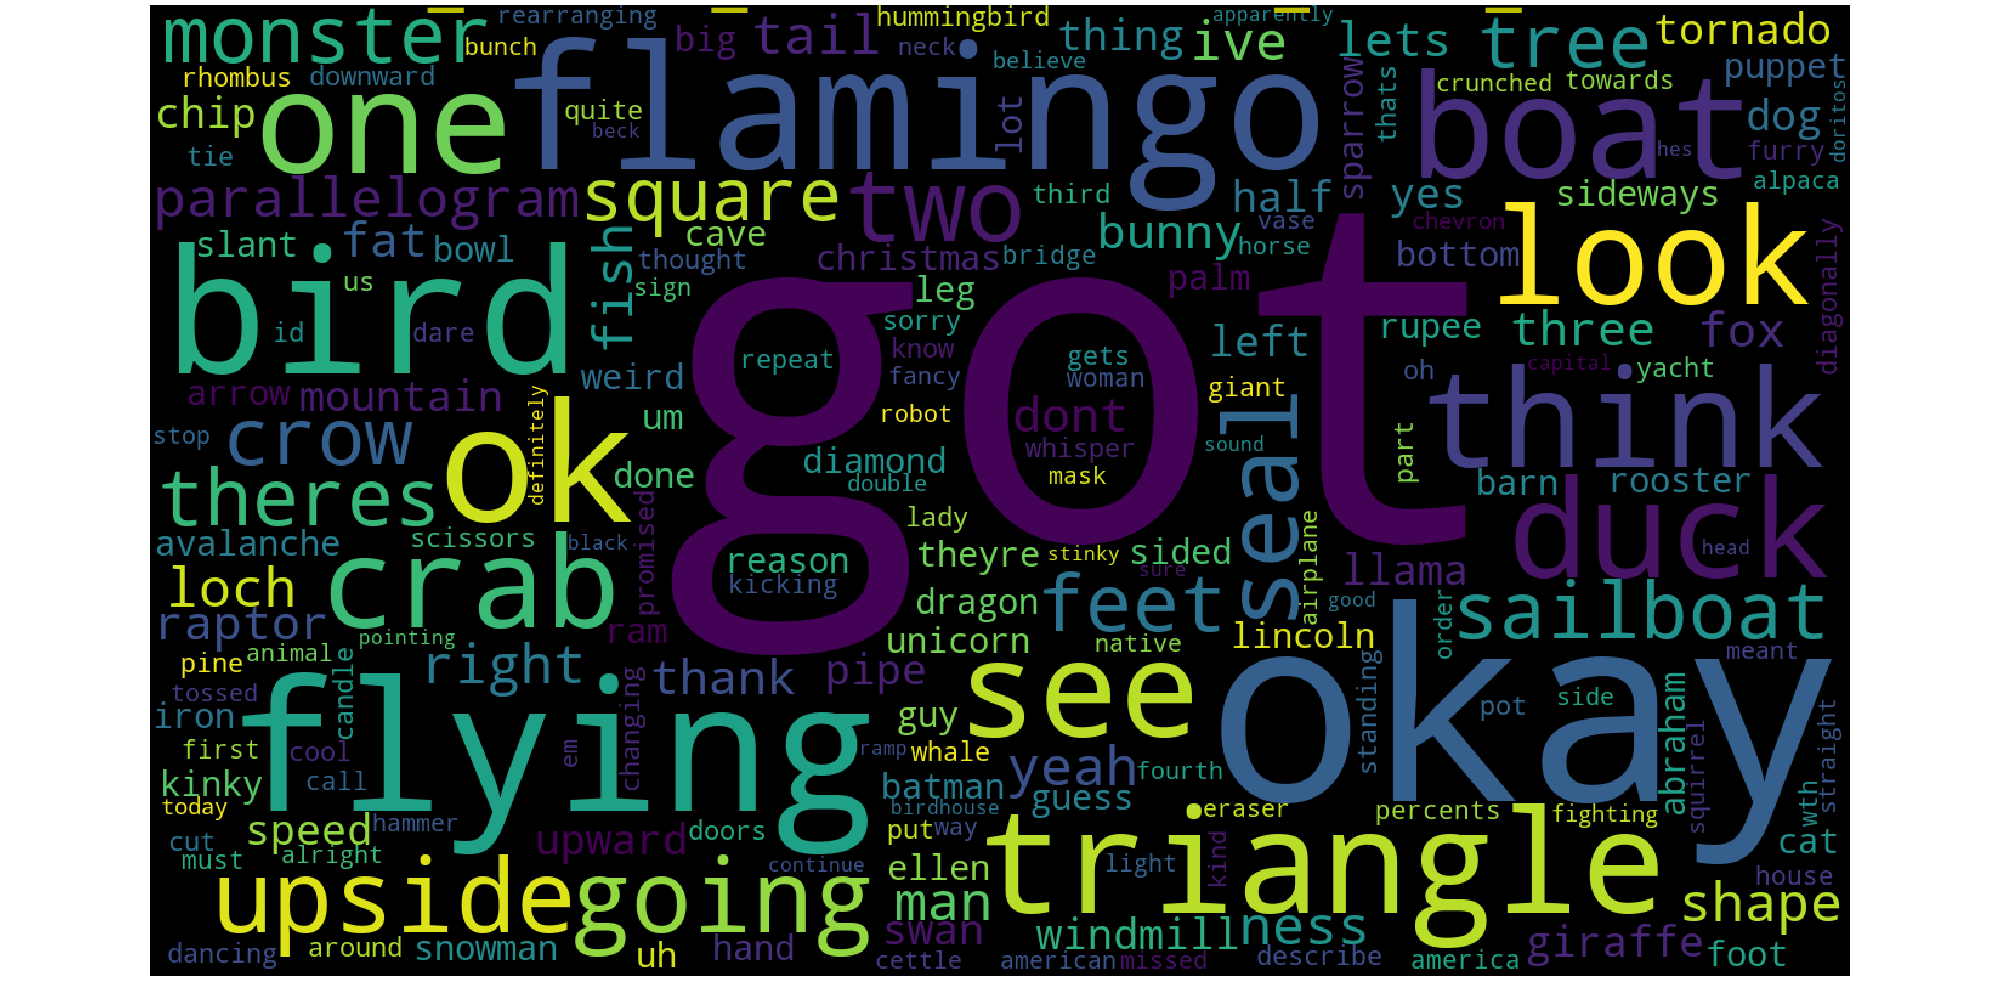 rearranging hummingbird apparently
monster bunch flamingo big tail neck thing ive lets tree tornado
believe
rhombus downward puppet
chip one quite lot sparrow thats boat crunched towards dog doritos
beck
tie hes furry
parallelogram square two third half yes sideways alpaca
slant fat bowl fish cave christmas bridge bunny vase horse chevron bottom look diagonally
bird us thought sign leg palm
id dare sorry left rupee three fox
weird repeat know gets oh capital yacht
arrow mountain fancy woman giant think
stop crow ok definitely um got robot dont whisper sound seal part
theres done diamond mask barn rooster
double
avalanche scissors black promised lady airplane duck head
crab reason theyre stinky sided llama
loch kicking sure
raptor ram dragon feet good order sailboat
pointing unicorn native lincoln
pine animal candle right thank pipe see okay meant
tossed changing standing side abraham
iron flying guy pot
first cool em ramp whale yeah squirrel straight
kinky call batman fourth wth
today birdhouse guess eraser percents fighting
speed hammer upward doors put way triangle cat
cut
must alright continue ellen light kind house
upside going man shape
swan windmill ness giraffe
dancing around snowman uh hand cettle american missed describe america foot